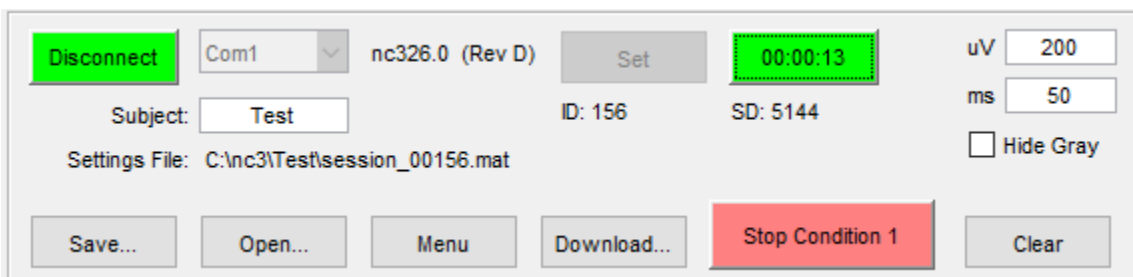 Disconnect Com1 nc326.0 (Rev D) Set 00:00:13 uV 200
Subject: Test ID: 156 SD: 5144 ms 50
Settings File: C:\nc3\Test\session_00156.mat Hide Gray
Save... Open... Menu Download... Stop Condition 1 Clear